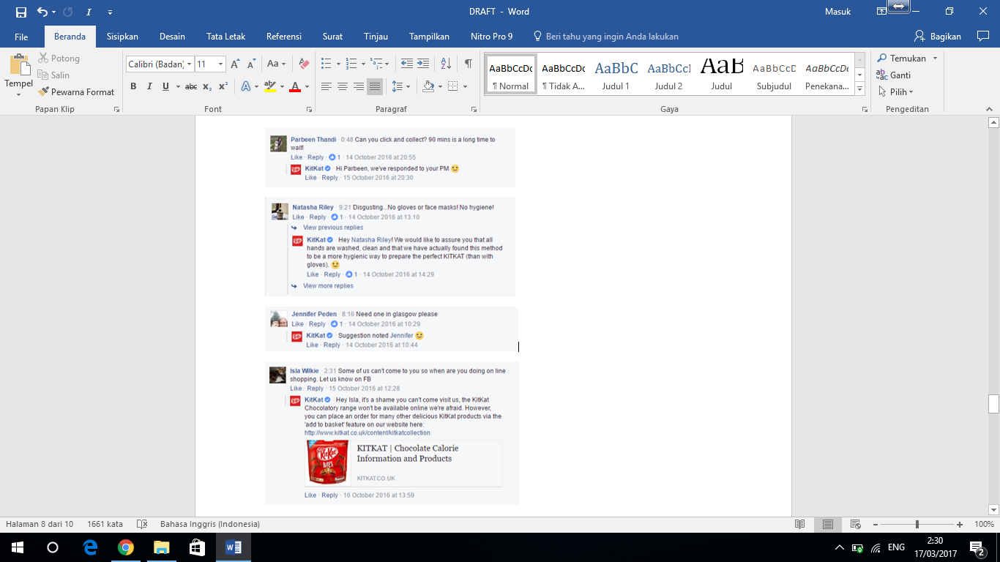 DRAFT - Word
Masuk
File Beranda Sisipkan Desain Tata Letak Referensi Surat Tinjau Tampilkan Nitro Pro 9 Beri tahu yang ingin Anda lakukan Bagikan
Tempel
Potong
Salin
Pewarna Format
Papan Klip
Calibri (Badan) 11
Font
Paragraf
AaBbCcDc AaBbCcDc AaBbC AaBbCcI AaB AaBbCcD AaBbCcDc
¶ Normal ¶ Tidak A... Judul 1 Judul 2 Judul Subjudul Penekana...
Gaya
Temukan
Ganti
Pilih
Pengeditan
Parbeen Thandi · 0:48 Can you click and collect? 90 mins is a long time to
wait!
Like · Reply · 1 · 14 October 2016 at 20:55
KitKat Hi Parbeen, we've responded to your PM
Like · Reply · 15 October 2016 at 20:30
Natasha Riley · 9:21 Disgusting...No gloves or face masks! No hygiene!
Like · Reply · 1 · 14 October 2016 at 13:10
View previous replies
KitKat Hey Natasha Riley! We would like to assure you that all
hands are washed, clean and that we have actually found this method
to be a more hygienic way to prepare the perfect KITKAT (than with
gloves).
Like · Reply · 1 · 14 October 2016 at 14:29
View more replies
Jennifer Peden · 8:16 Need one in glasgow please
Like · Reply · 1 · 14 October 2016 at 10:29
KitKat Suggestion noted Jennifer
Like · Reply · 14 October 2016 at 10:44
Isla Wilkie · 2:31 Some of us can't come to you so when are you doing on line
shopping. Let us know on FB
Like · Reply · 15 October 2016 at 12:28
KitKat · Hey Isla, it's a shame you can't come visit us, the KitKat
Chocolatory range won't be available online we're afraid. However,
you can place an order for many other delicious KitKat products via the
'add to basket' feature on our website here:
http://www.kitkat.co.uk/content/kitkatcollection
KitKat
BITES
KITKAT | Chocolate Calorie
Information and Products
KITKAT.CO.UK
Like · Reply · 16 October 2016 at 13:59
Halaman 8 dari 10 1661 kata Bahasa Inggris (Indonesia) 100%
ENG
2:30
17/03/2017
2